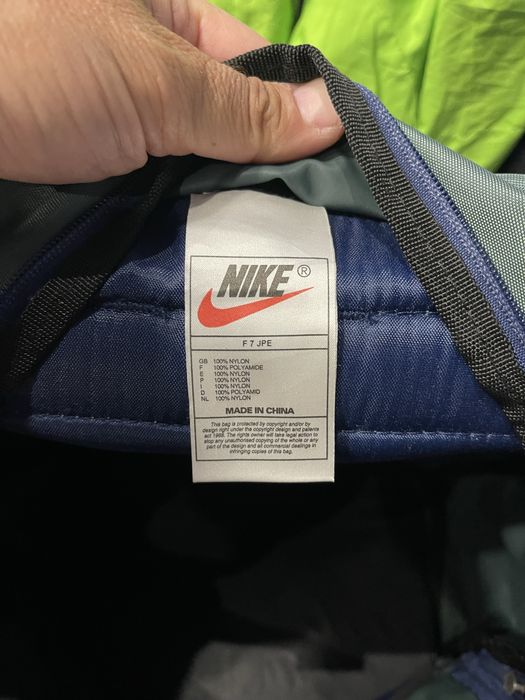 NIKE®
F 7 JPE
GB 100% NYLON
F 100% POLYAMIDE
E 100% NYLON
P 100% NYLON
I 100% NYLON
D 100% POLYAMID
NL 100% NYLON
MADE IN CHINA
This bag is protected by copyright and/by
design right under the copyright design and patents
act 1988. The rights owner will take legal action to
stop any unauthorised copying of the whole or any
part of the design and all commercial dealings in
infringing copies of this bag.